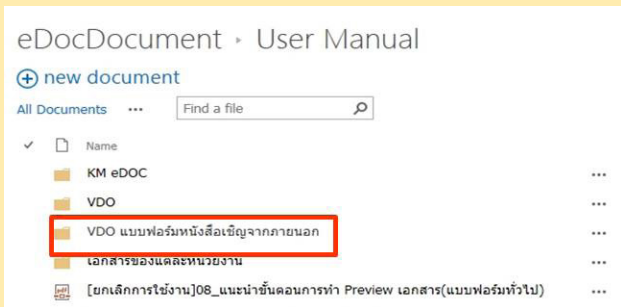 eDocDocument ▸ User Manual
new document
All Documents ... Find a file
Name
KM eDOC ...
VDO ...
VDO แบบฟอร์มหนังสือเชิญจากภายนอก ...
เอกสารของแต่ละหน่วยงาน ...
[ยกเลิกการใช้งาน]08_แนะนำขั้นตอนการทำ Preview เอกสาร(แบบฟอร์มทั่วไป) ...